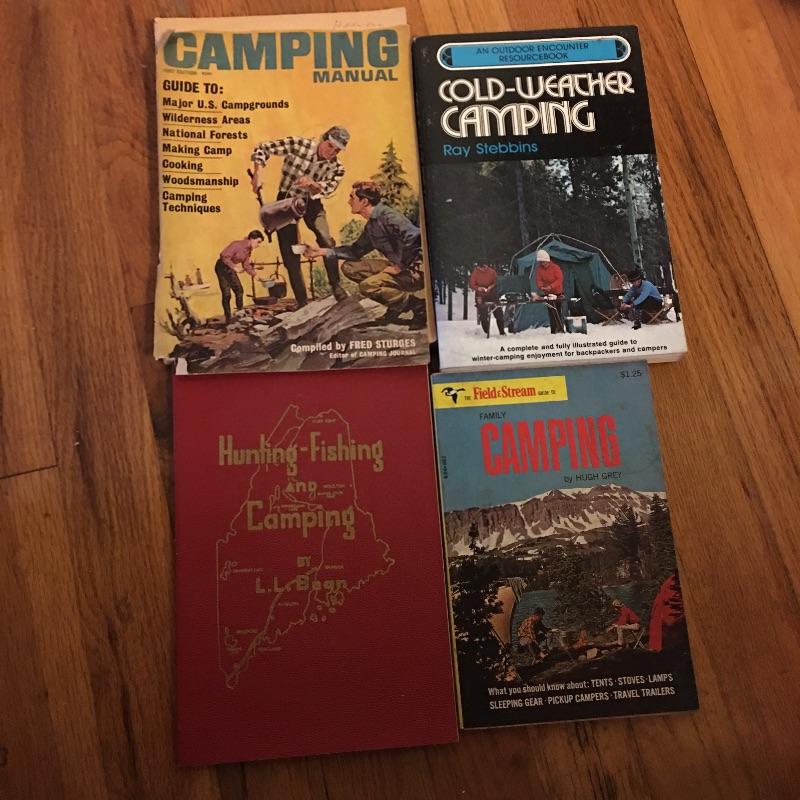 CAMPING
MANUAL
GUIDE TO:
Major U.S. Campgrounds
Wilderness Areas
National Forests
Making Camp
Cooking
Woodsmanship
Camping
Techniques
Compiled by FRED STURGES
Editor of CAMPING JOURNAL
AN OUTDOOR ENCOUNTER
RESOURCEBOOK
COLD-WEATHER
CAMPING
Ray Stebbins
A complete and fully illustrated guide to
winter-camping enjoyment for backpackers and campers
Hunting-Fishing
AND
Camping
BY
L.L. Bean
$1.25
THE Field & Stream GUIDE TO
FAMILY
CAMPING
by HUGH GREY
What you should know about: TENTS · STOVES · LAMPS
SLEEPING GEAR · PICKUP CAMPERS · TRAVEL TRAILERS